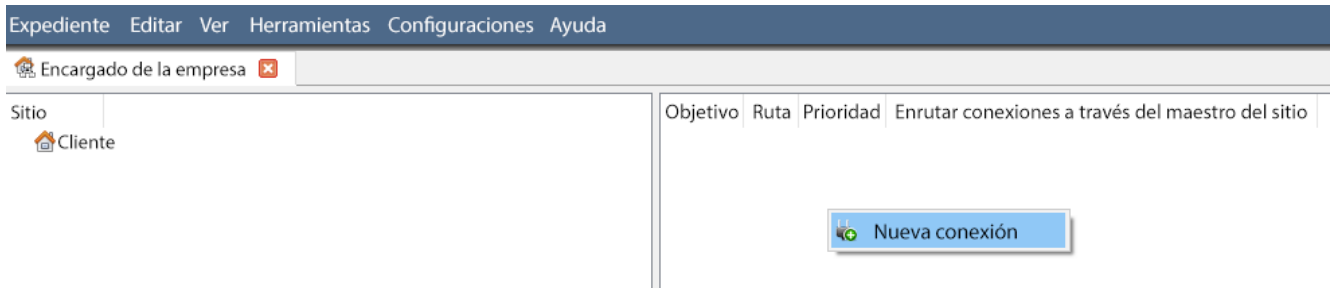 Expediente Editar Ver Herramientas Configuraciones Ayuda
Encargado de la empresa
Sitio
Cliente
Objetivo Ruta Prioridad Enrutar conexiones a través del maestro del sitio
Nueva conexión